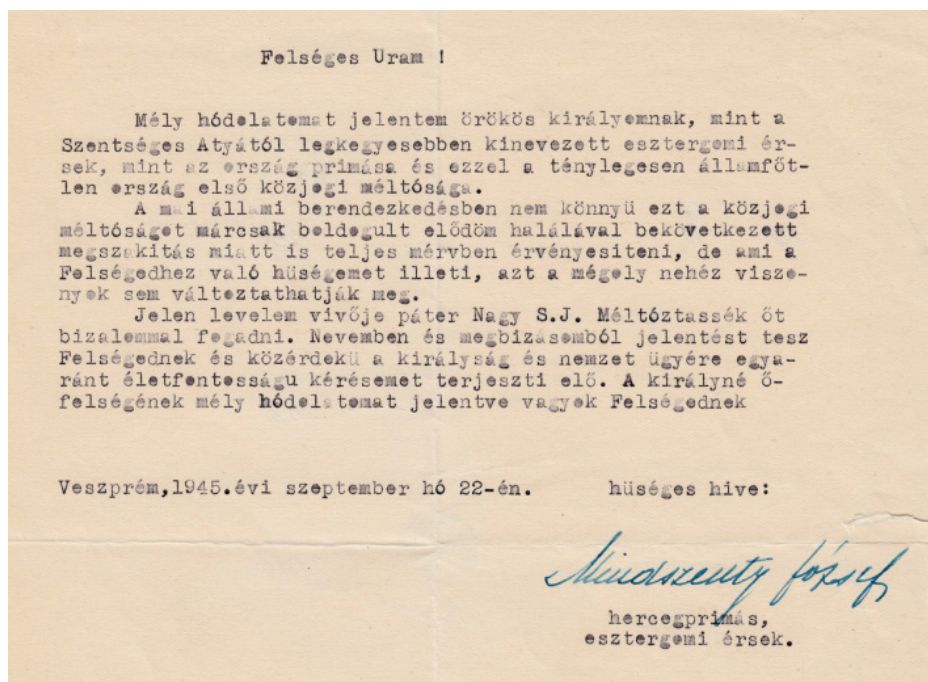 Felséges Uram !
Mély hódolatomat jelentem örökös királyomnak, mint a
Szentséges Atyától legkegyesebben kinevezett esztergomi ér-
sek, mint az ország primása és ezzel a ténylegesen államfőt-
len ország első közjogi méltósága.
A mai állami berendezkedésben nem könnyü ezt a közjogi
méltóságot márcsak boldogult elődöm halálával bekövetkezett
megszakitás miatt is teljes mérvben érvényesiteni, de ami a
Felségedhez való hüségemet illeti, azt a mégoly nehéz viszo-
nyok sem változtathatják meg.
Jelen levelem vivője páter Nagy S.J. Méltóztassék őt
bizalommal fogadni. Nevemben és megbizásomból jelentést tesz
Felségednek és közérdekü a királyság és nemzet ügyére egya-
ránt életfontosságu kérésemet terjeszti elő. A királyné ő-
felségének mély hódolatomat jelentve vagyok Felségednek
Veszprém,1945.évi szeptember hó 22-én. hüséges hive:
Mindszenty József
hercegprimás,
esztergomi érsek.